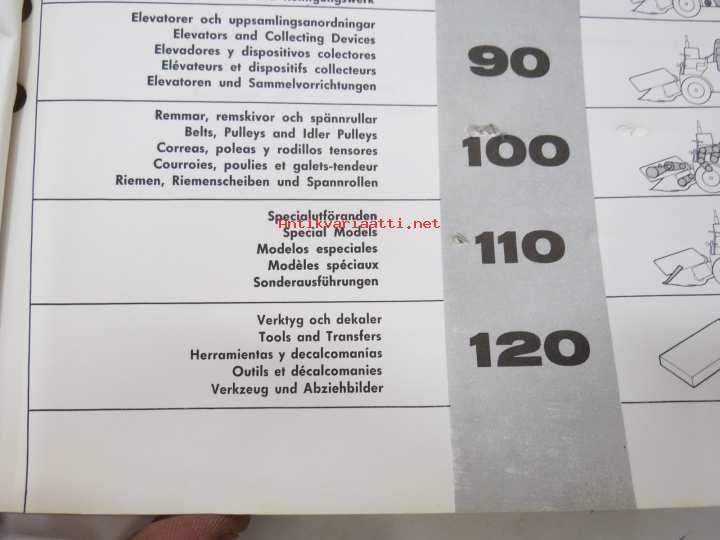 Elevatorer och uppsamlingsanordningar
Elevators and Collecting Devices
Elevadores y dispositivos colectores
Elévateurs et dispositifs collecteurs
Elevatoren und Sammelvorrichtungen
90
Remmar, remskivor och spännrullar
Belts, Pulleys and Idler Pulleys
Correas, poleas y rodillos tensores
Courroies, poulies et galets-tendeur
Riemen, Riemenscheiben und Spannrollen
100
Specialutföranden
Antikvariaatti.net
Special Models
Modelos especiales
Modèles spéciaux
Sonderausführungen
110
Verktyg och dekaler
Tools and Transfers
Herramientas y decalcomanías
Outils et décalcomanies
Verkzeug und Abziehbilder
120